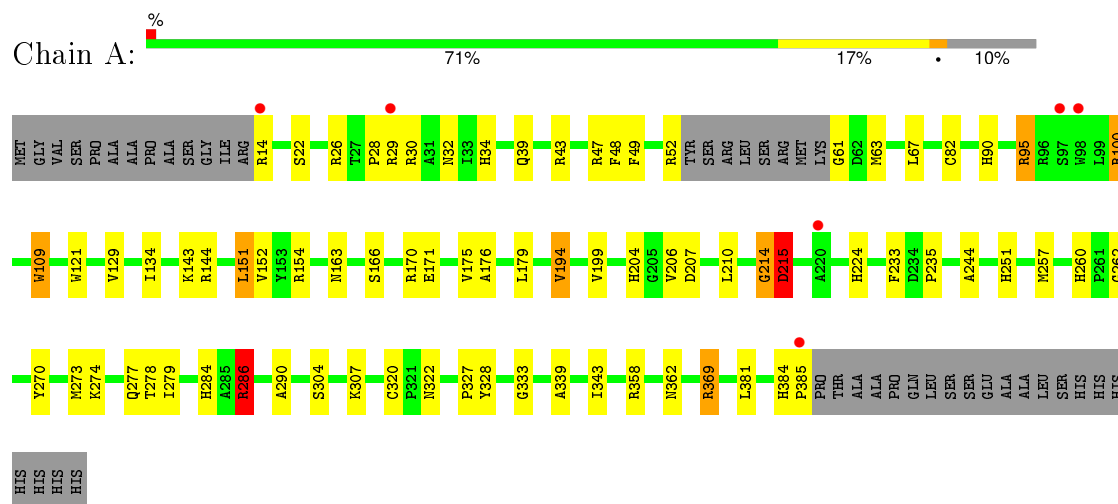 %
Chain A:
71% 17% • 10%
MET GLY VAL SER PRO ALA ALA PRO ALA SER GLY ILE ARG R14 S22 R26 T27 P28 R29 R30 A31 N32 I33 H34 Q39 R43 R47 F48 F49 R52 TYR SER ARG LEU SER ARG MET LYS G61 D62 M63 L67 C82 H90 R95 R96 S97 W98 L99 R100
W109 W121 V129 I134 K143 R144 L151 V152 Y153 R154 N163 S166 R170 E171 V175 A176 L179 V194 V199 H204 G205 V206 D207 L210 G214 D215 A220 H224 F233 D234 P235 A244 H251 M257 H260 P261 G262
Y270 M273 K274 Q277 T278 I279 H284 A285 R286 A290 S304 K307 C320 P321 N322 P327 Y328 G333 A339 I343 R358 N362 R369 L381 H384 P385 PRO THR ALA ALA PRO GLN LEU SER SER GLU ALA ALA LEU SER HIS HIS HIS
HIS HIS HIS HIS